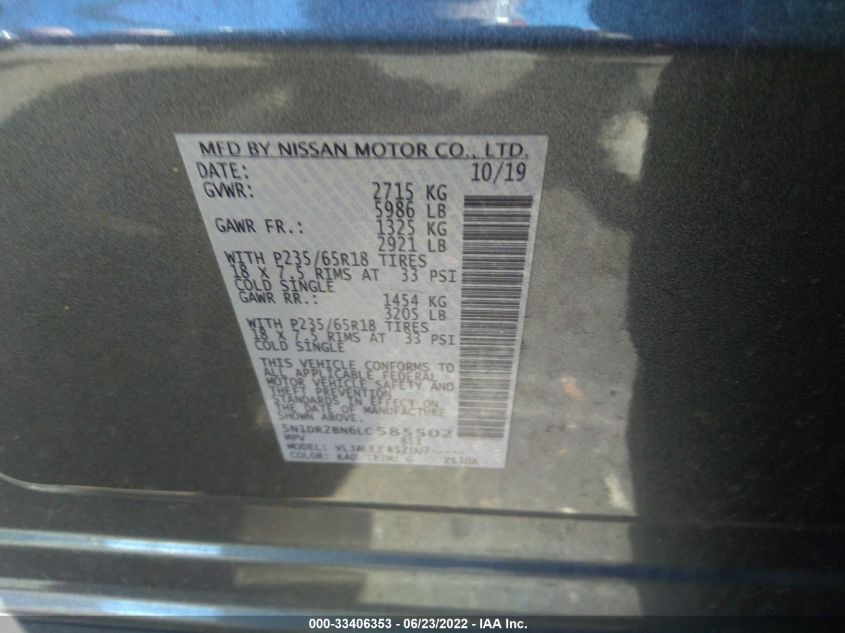 MFD BY NISSAN MOTOR CO., LTD.
DATE: 10/19
GVWR: 2715 KG
5986 LB
GAWR FR.: 1325 KG
2921 LB
WITH P235/65R18 TIRES
18 X 7.5 RIMS AT 33 PSI
COLD SINGLE
GAWR RR.: 1454 KG
3205 LB
WITH P235/65R18 TIRES
18 X 7.5 RIMS AT 33 PSI
COLD SINGLE
THIS VEHICLE CONFORMS TO
ALL APPLICABLE FEDERAL
MOTOR VEHICLE SAFETY AND
THEFT PREVENTION
STANDARDS IN EFFECT ON
THE DATE OF MANUFACTURE
SHOWN ABOVE.
5N1DR2BN6LC585502
MPV 853
MODEL:
COLOR: KAD TRIM: G
000-33406353 - 06/23/2022 - IAA Inc.